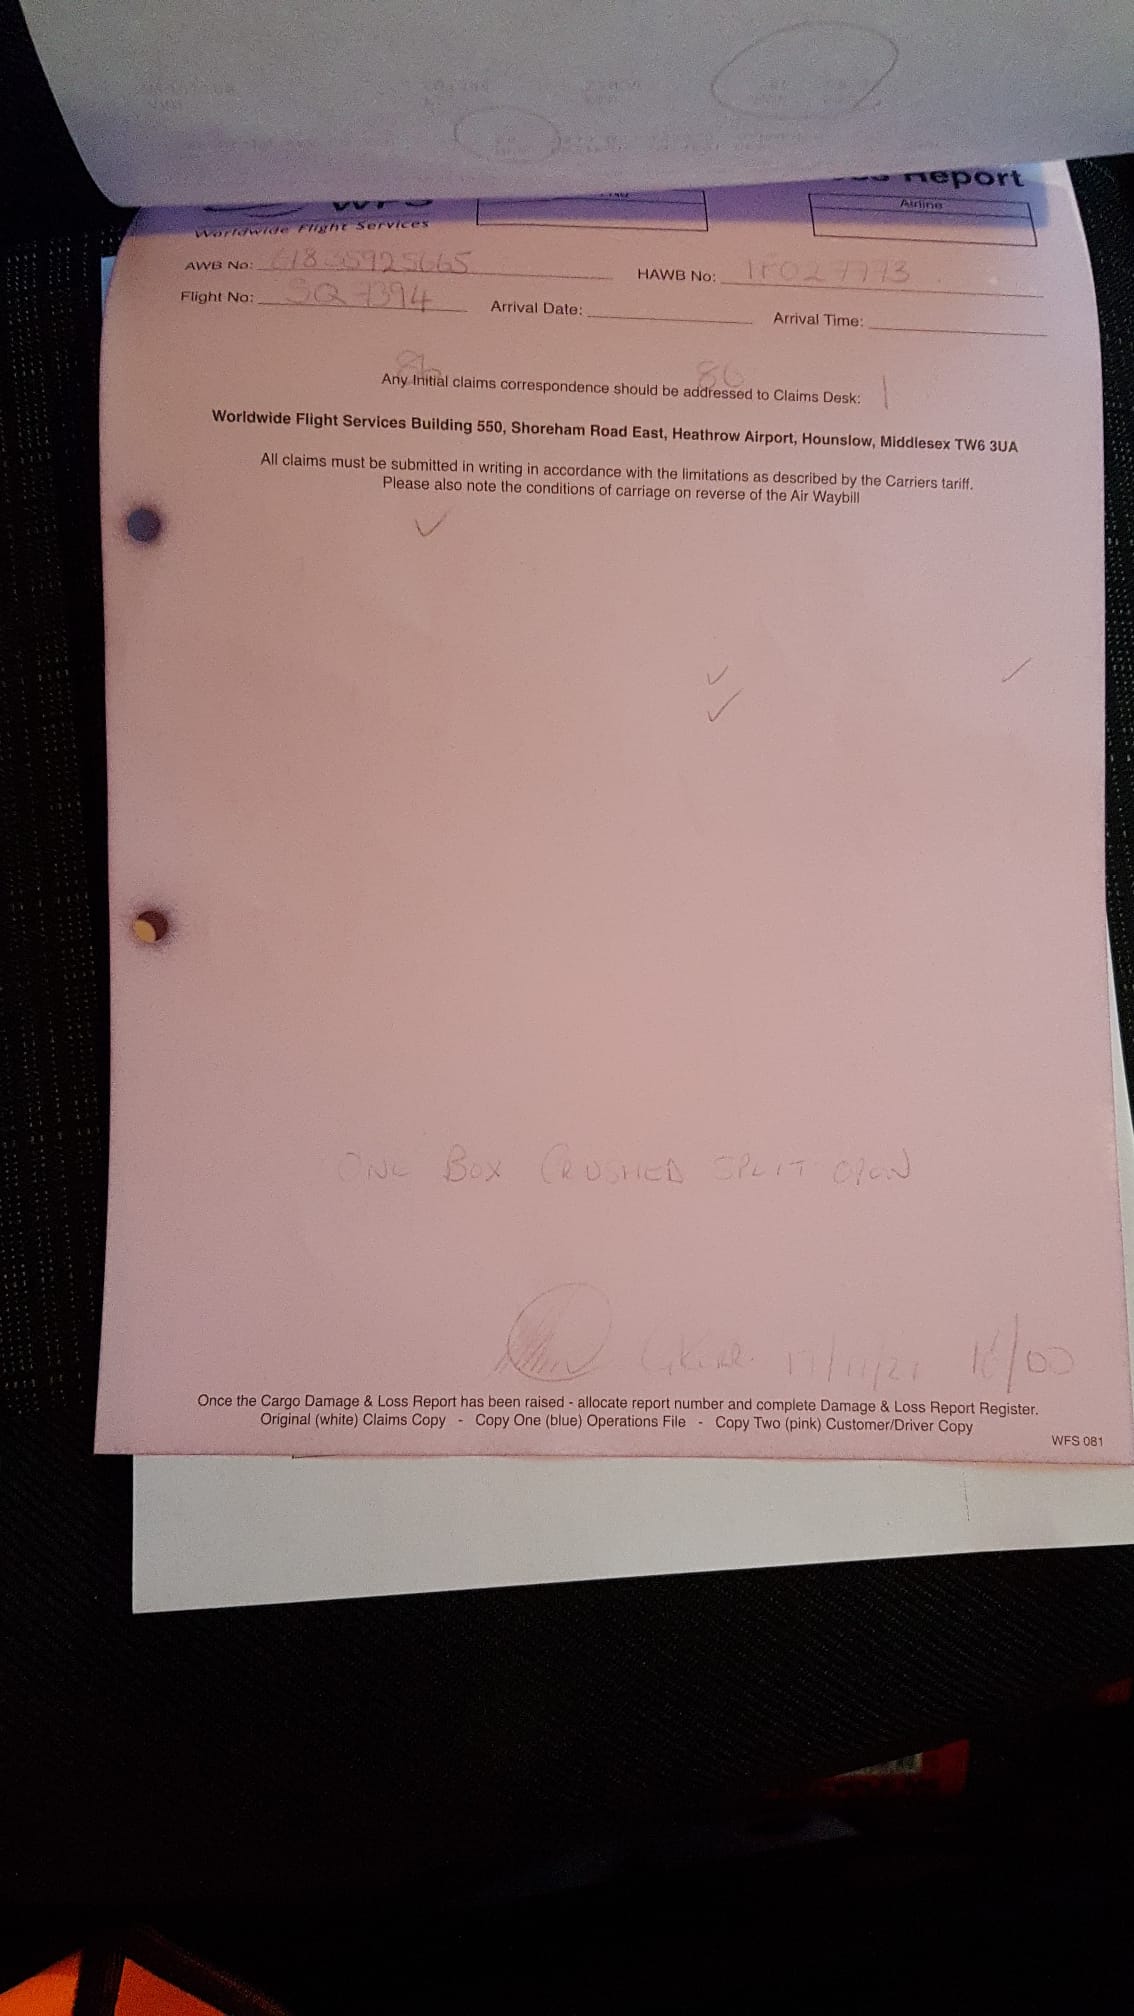 Report
WFS
Airline
Worldwide Flight Services
AWB No: 618 05925665
HAWB No: 1F027773
Flight No: SQ 7394
Arrival Date:
Arrival Time:
86 86 1
Any Initial claims correspondence should be addressed to Claims Desk:
Worldwide Flight Services Building 550, Shoreham Road East, Heathrow Airport, Hounslow, Middlesex TW6 3UA
All claims must be submitted in writing in accordance with the limitations as described by the Carriers tariff.
Please also note the conditions of carriage on reverse of the Air Waybill
ONE BOX CRUSHED SPLIT OPEN
17/11/21 16/00
Once the Cargo Damage & Loss Report has been raised - allocate report number and complete Damage & Loss Report Register.
Original (white) Claims Copy - Copy One (blue) Operations File - Copy Two (pink) Customer/Driver Copy
WFS 081